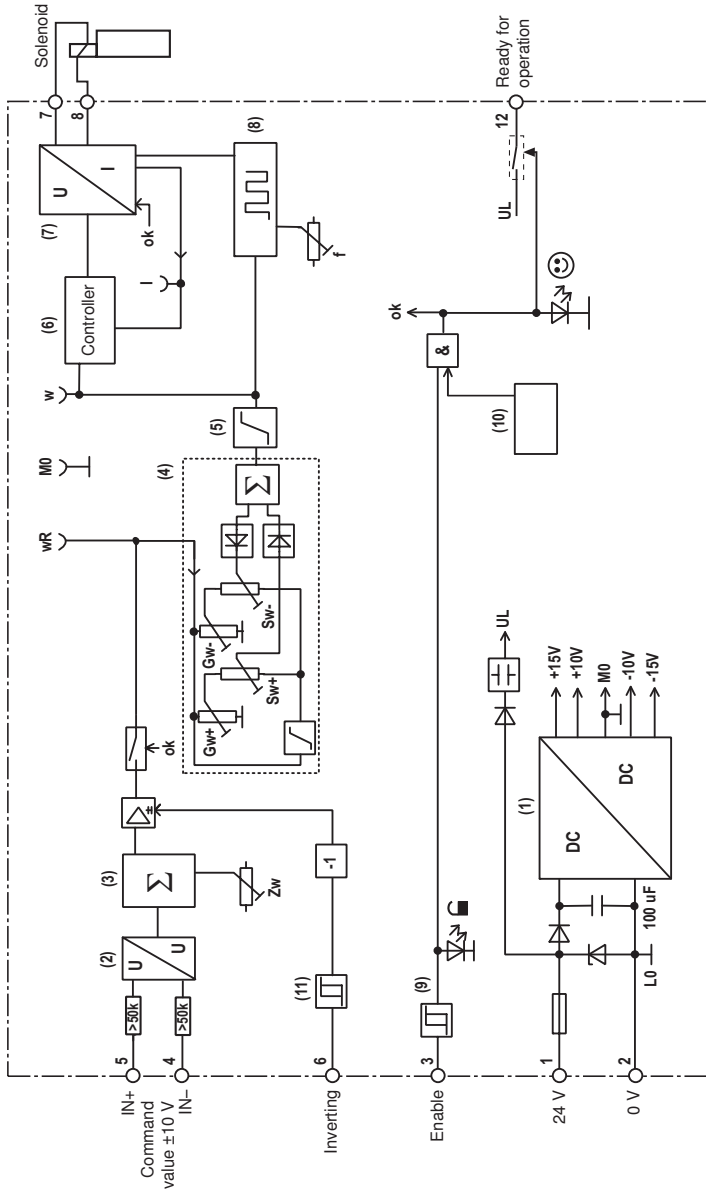 Solenoid
7
8
(7)
U
I
ok
(8)
f
(6)
Controller
I
w
M0
wR
(5)
(4)
Σ
Sw-
Gw-
Sw+
Gw+
ok
(3)
Σ
Zw
(2)
U
U
>50k
>50k
5
4
IN+
Command
value ±10 V
IN–
-1
(11)
6
Inverting
Ready for
operation
12
UL
ok
&
(10)
(9)
3
Enable
UL
+15V
+10V
M0
-10V
-15V
(1)
DC
DC
100 uF
L0
1
24 V
2
0 V